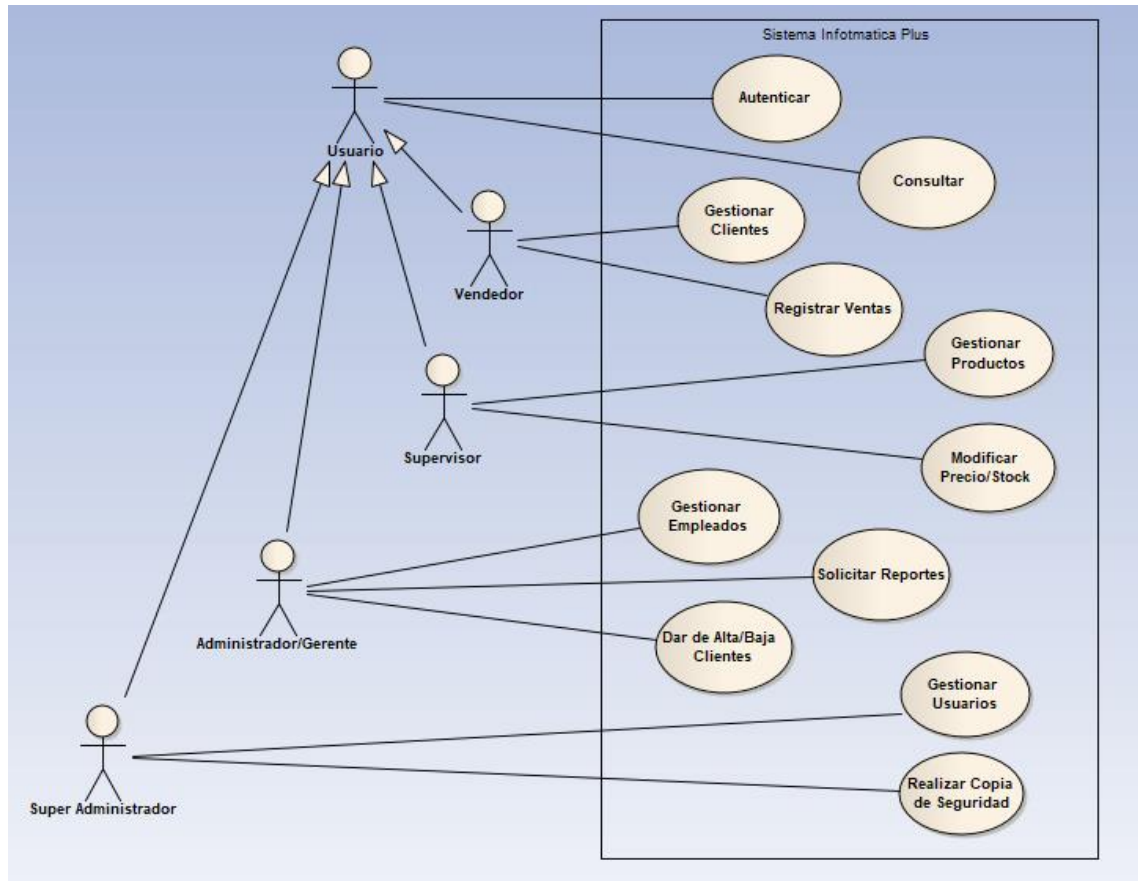 Sistema Infotmatica Plus
Autenticar
Usuario
Consultar
Gestionar
Clientes
Vendedor
Registrar Ventas
Gestionar
Productos
Supervisor
Modificar
Precio/Stock
Gestionar
Empleados
Solicitar Reportes
Administrador/Gerente
Dar de Alta/Baja
Clientes
Gestionar
Usuarios
Super Administrador
Realizar Copia
de Seguridad